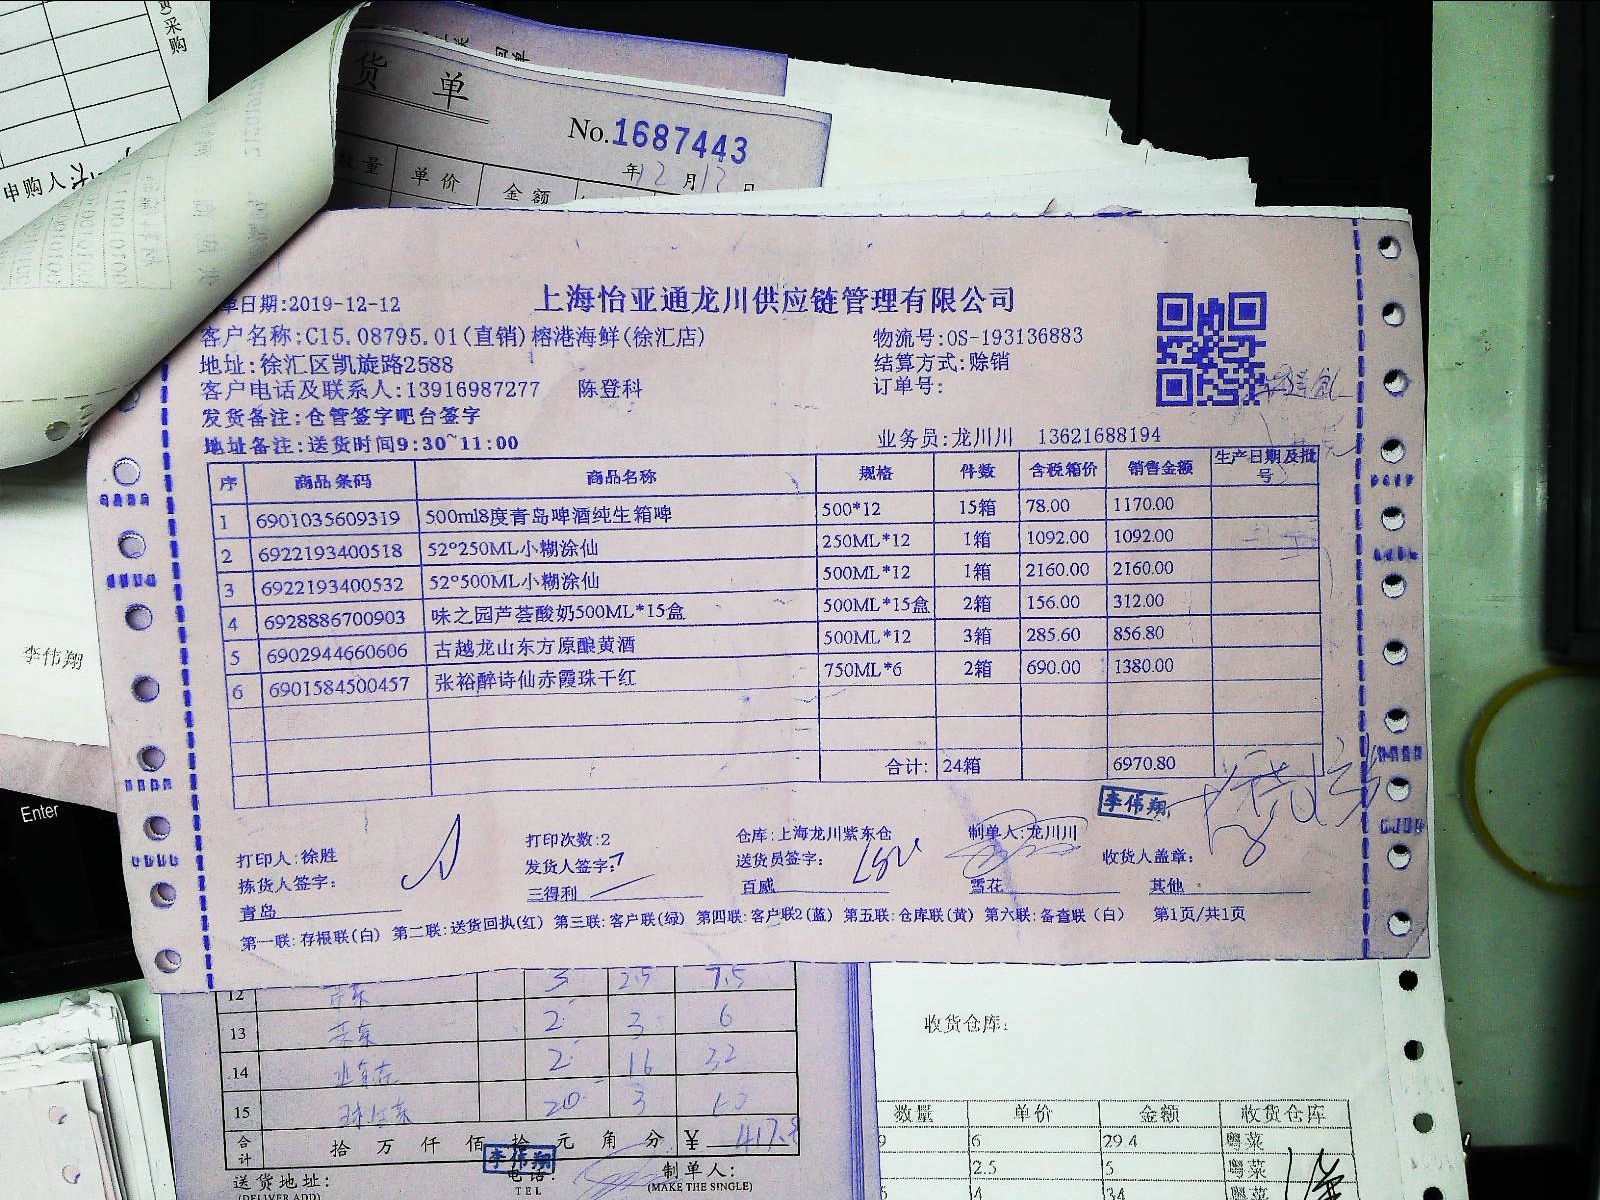 采购
申购人:
货 单
No.1687443
年12月12日
数量 单价 金额
单日期:2019-12-12
上海怡亚通龙川供应链管理有限公司
客户名称:C15.08795.01(直销)榕港海鲜(徐汇店)
物流号:OS-193136883
地址:徐汇区凯旋路2588
结算方式:赊销
客户电话及联系人:13916987277 陈登科
订单号:
发货备注:仓管签字吧台签字
地址备注:送货时间9:30~11:00
业务员:龙川川 13621688194
序 商品条码 商品名称 规格 件数 含税箱价 销售金额 生产日期及批号
1 6901035609319 500ml8度青岛啤酒纯生箱啤 500*12 15箱 78.00 1170.00
2 6922193400518 52°250ML小糊涂仙 250ML*12 1箱 1092.00 1092.00
3 6922193400532 52°500ML小糊涂仙 500ML*12 1箱 2160.00 2160.00
4 6928886700903 味之园芦荟酸奶500ML*15盒 500ML*15盒 2箱 156.00 312.00
5 6902944660606 古越龙山东方原酿黄酒 500ML*12 3箱 285.60 856.80
6 6901584500457 张裕醉诗仙赤霞珠干红 750ML*6 2箱 690.00 1380.00
合计: 24箱 6970.80
李伟翔
李伟翔
Enter
打印人:徐胜 打印次数:2 仓库:上海龙川紫东仓 制单人:龙川川
拣货人签字: 发货人签字: 送货员签字: 收货人盖章:
青岛 三得利 百威 雪花 其他
第一联:存根联(白) 第二联:送货回执(红) 第三联:客户联(绿) 第四联:客户联2(蓝) 第五联:仓库联(黄) 第六联:备查联(白) 第1页/共1页
12 3 2.5 7.5
13 2 3 6
14 2 16 32
15 20 3
合计 拾 万 仟 佰 拾 元 角 分 ¥ 417.8
李伟翔
送货地址: 电话: 制单人:
(DELIVER ADD) TEL (MAKE THE SINGLE)
收货仓库:
数量 单价 金额 收货仓库
9 6 29.4 粤菜
2.5 5 粤菜
4 34 粤菜